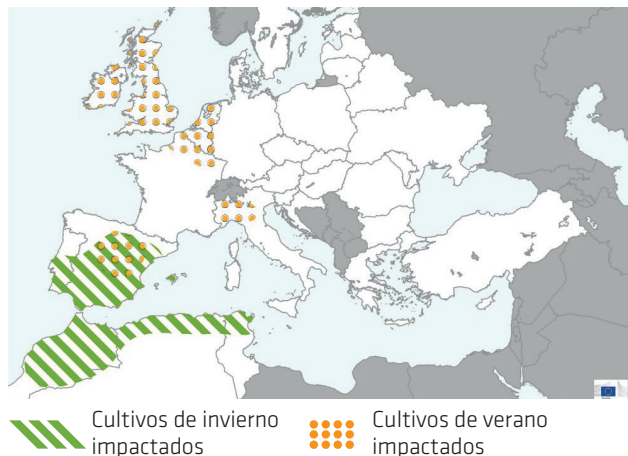 Cultivos de invierno
impactados
Cultivos de verano
impactados